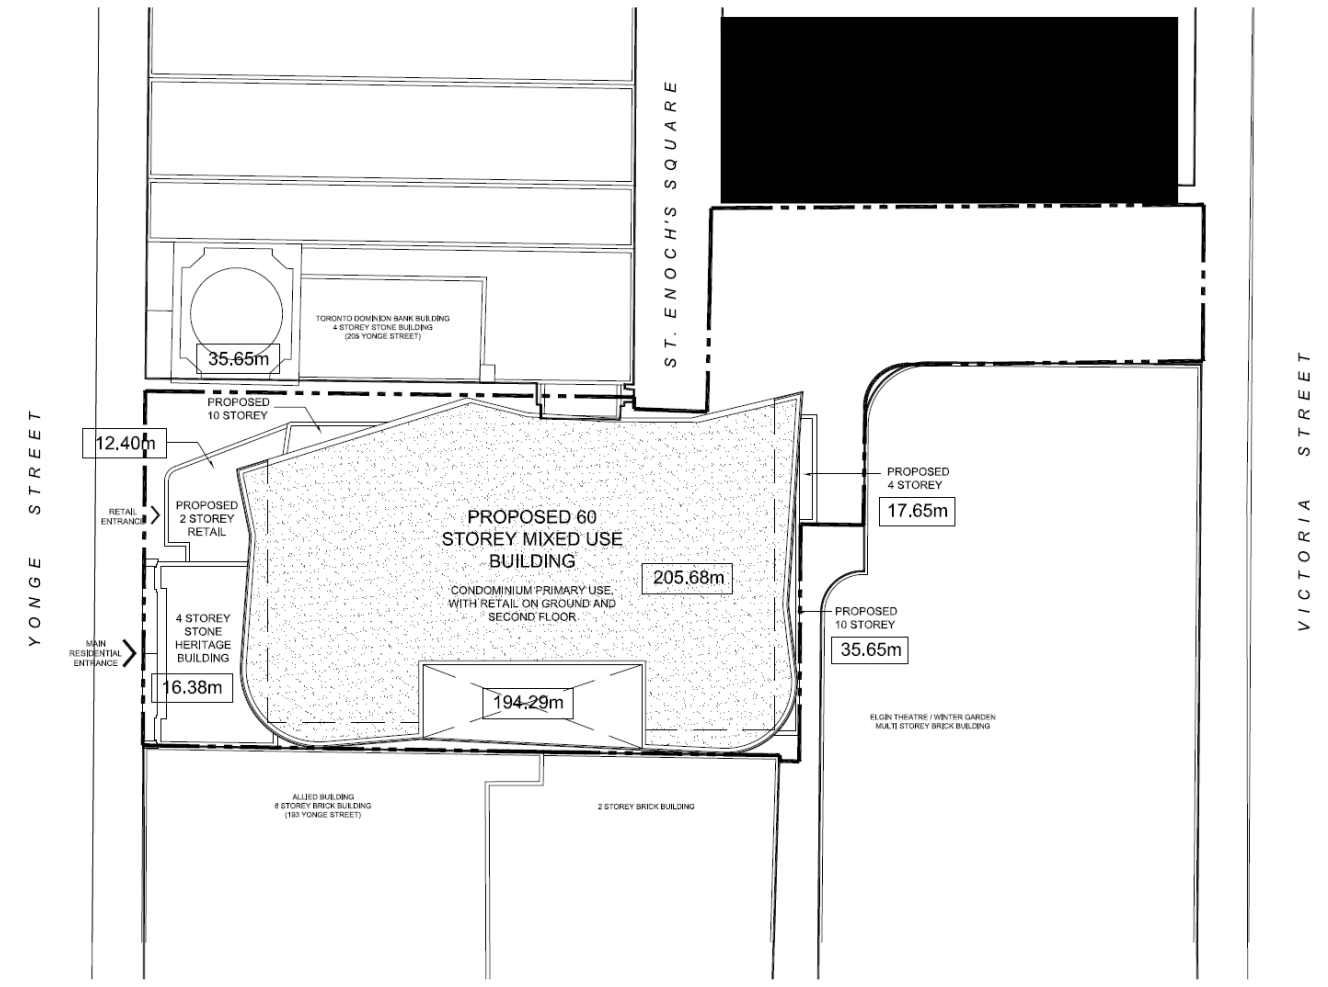 ST. ENOCH'S SQUARE
TORONTO DOMINION BANK BUILDING
4 STOREY STONE BUILDING
(205 YONGE STREET)
35.65m
PROPOSED
10 STOREY
12.40m
YONGE STREET
VICTORIA STREET
PROPOSED
4 STOREY
17.65m
RETAIL
ENTRANCE
PROPOSED
2 STOREY
RETAIL
PROPOSED 60
STOREY MIXED USE
BUILDING
205.68m
CONDOMINIUM PRIMARY USE,
WITH RETAIL ON GROUND AND
SECOND FLOOR
4 STOREY
STONE
HERITAGE
BUILDING
PROPOSED
10 STOREY
35.65m
MAIN
RESIDENTIAL
ENTRANCE
16.38m
194.29m
ELGIN THEATRE / WINTER GARDEN
MULTI STOREY BRICK BUILDING
ALLIED BUILDING
8 STOREY BRICK BUILDING
(193 YONGE STREET)
2 STOREY BRICK BUILDING